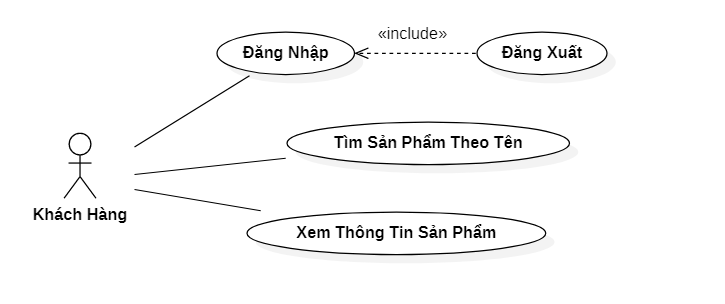 «include»
Đăng Nhập
Đăng Xuất
Tìm Sản Phẩm Theo Tên
Khách Hàng
Xem Thông Tin Sản Phẩm